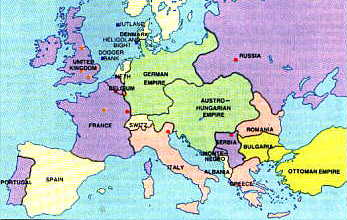 JUTLAND
DENMARK
HELIGOLAND
BIGHT
DOGGER
BANK
UNITED
KINGDOM
NETH
BELGIUM
GERMAN
EMPIRE
RUSSIA
FRANCE
SWITZ
AUSTRO-
HUNGARIAN
EMPIRE
ROMANIA
SERBIA
BULGARIA
MONTE-
NEGRO
ITALY
ALBANIA
GREECE
OTTOMAN EMPIRE
SPAIN
PORTUGAL